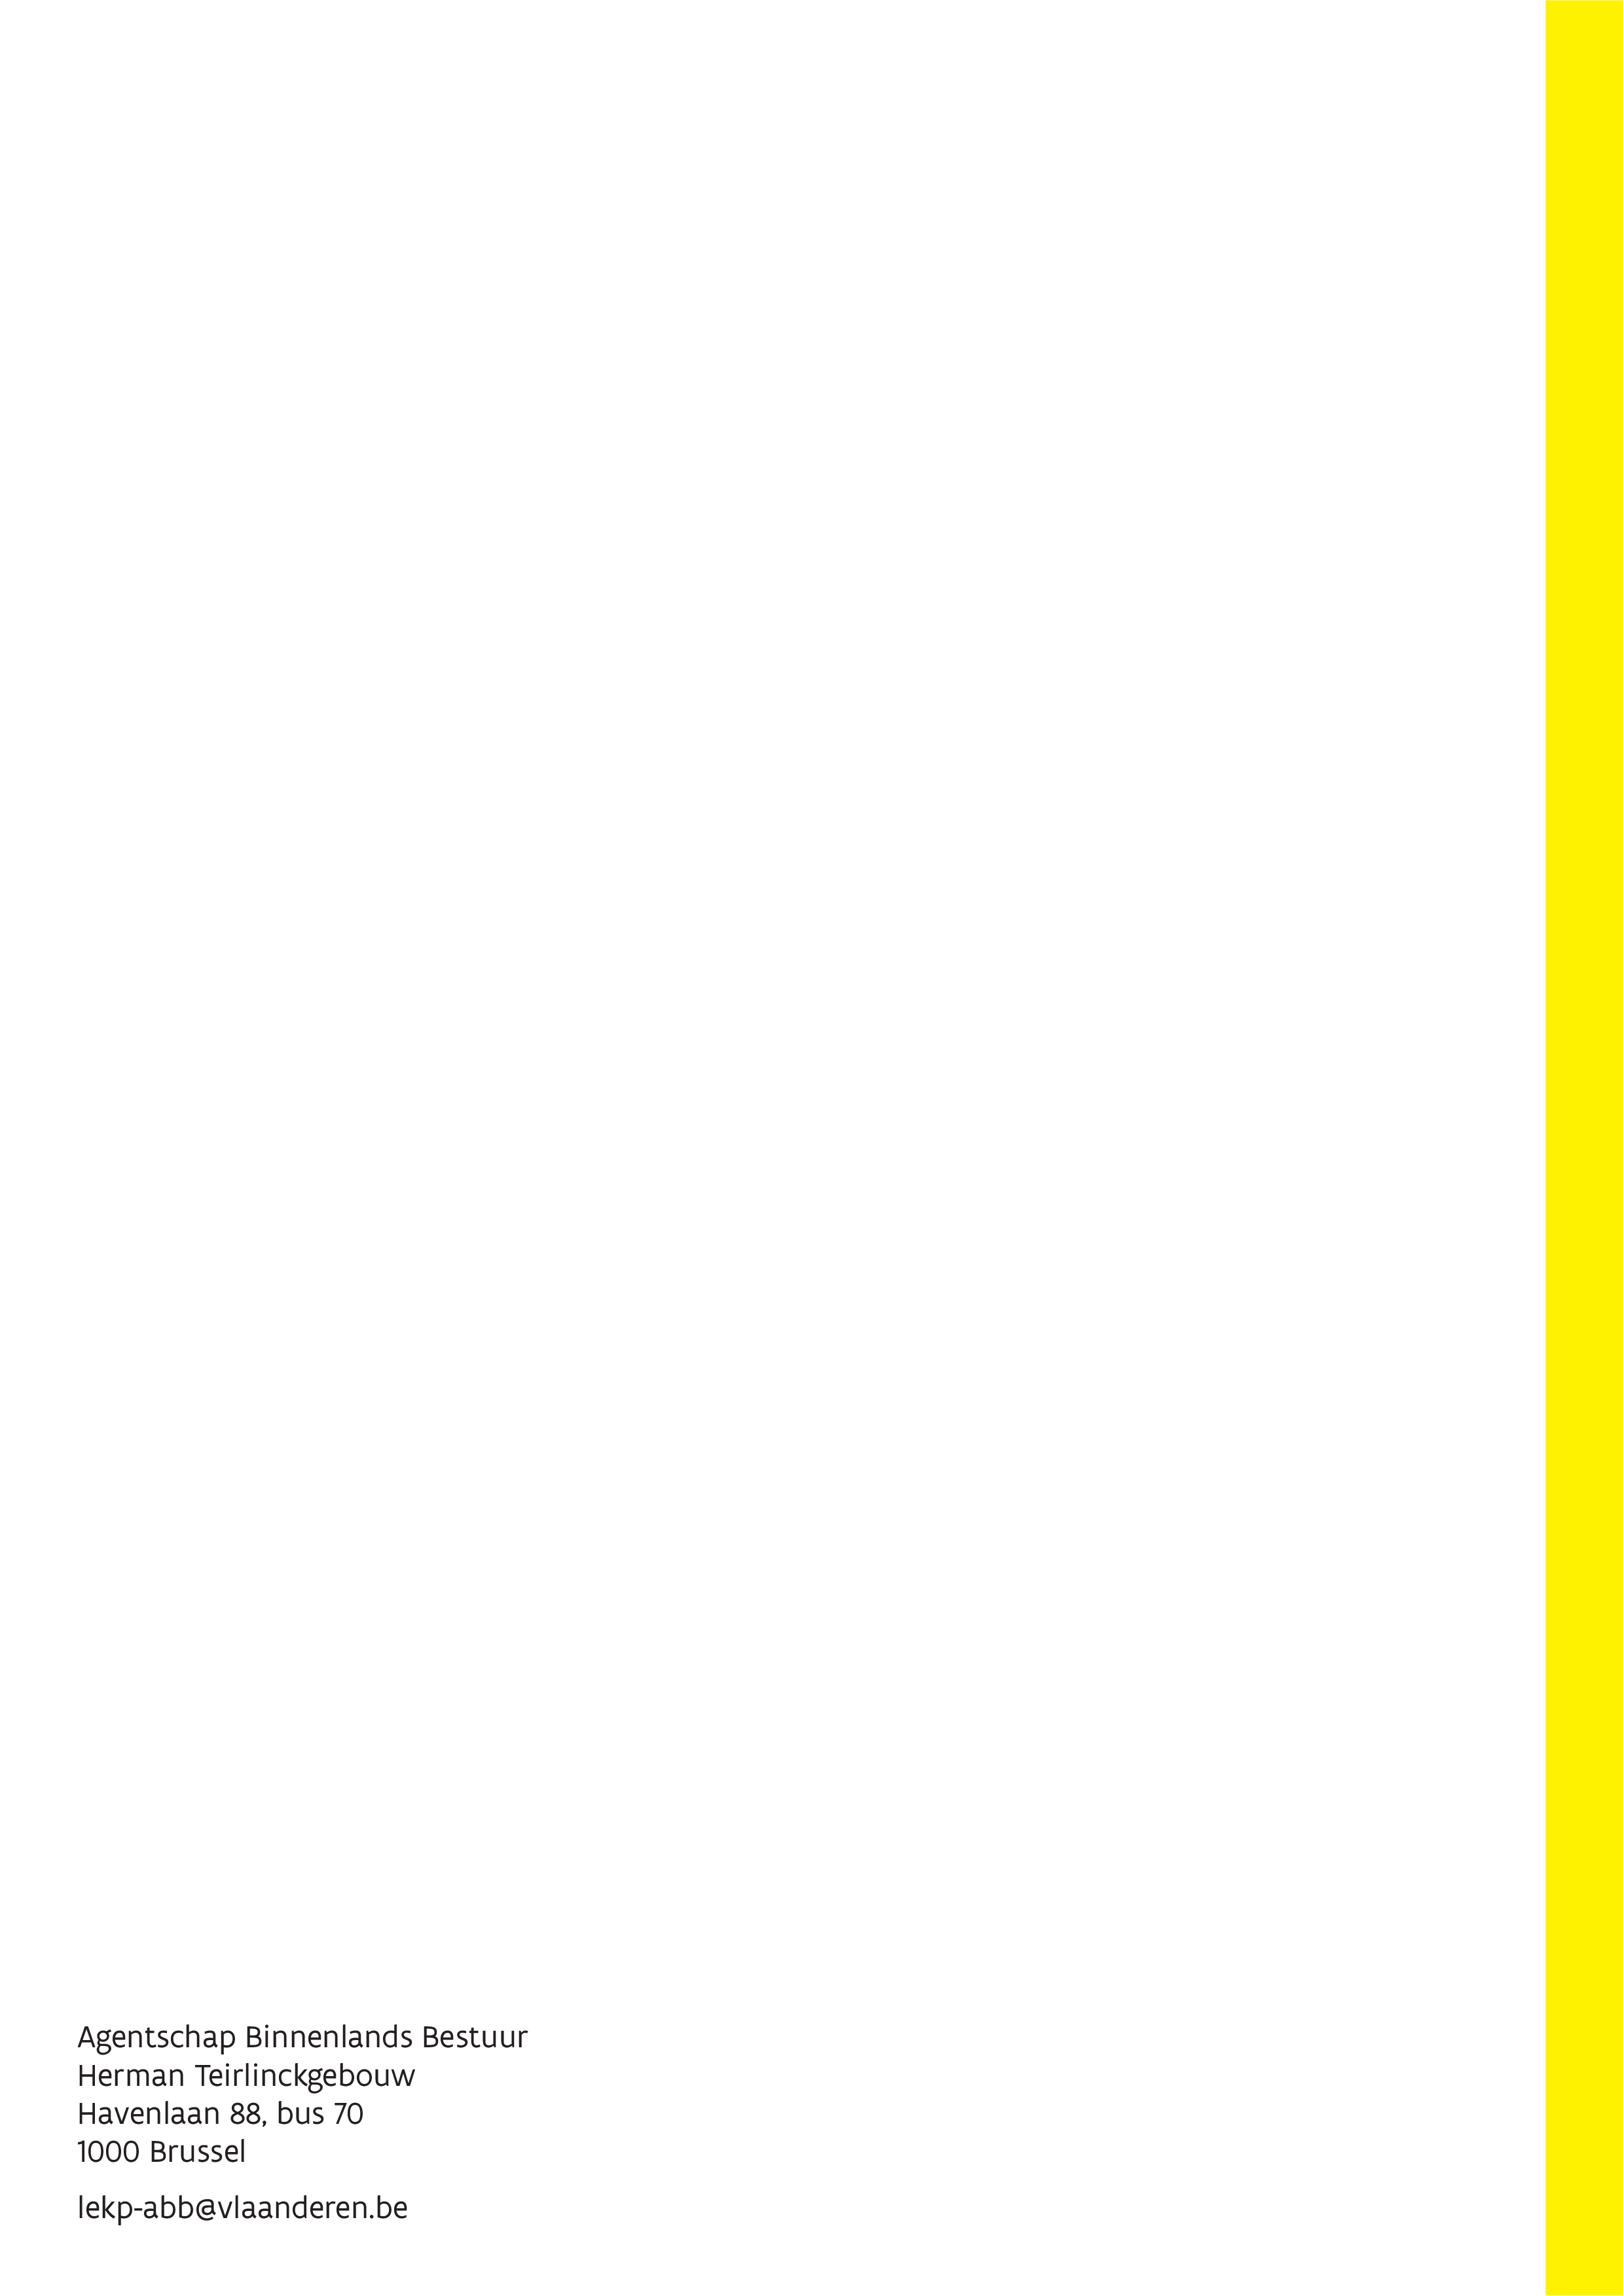 Agentschap Binnenlands Bestuur
Herman Teirlinckgebouw
Havenlaan 88, bus 70
1000 Brussel
lekp-abb@vlaanderen.be